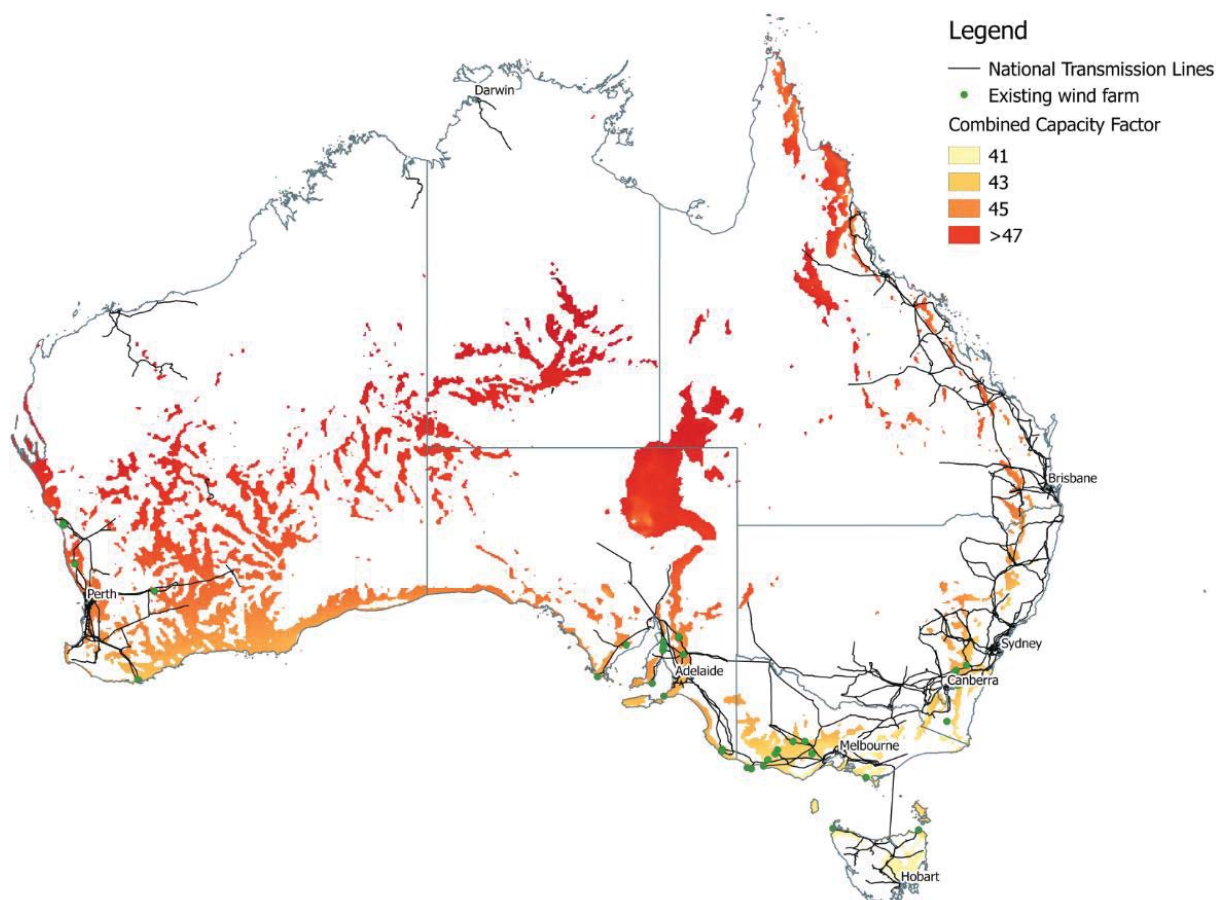 Legend
National Transmission Lines
Existing wind farm
Combined Capacity Factor
41
43
45
>47
Darwin
Brisbane
Perth
Sydney
Adelaide
Canberra
Melbourne
Hobart